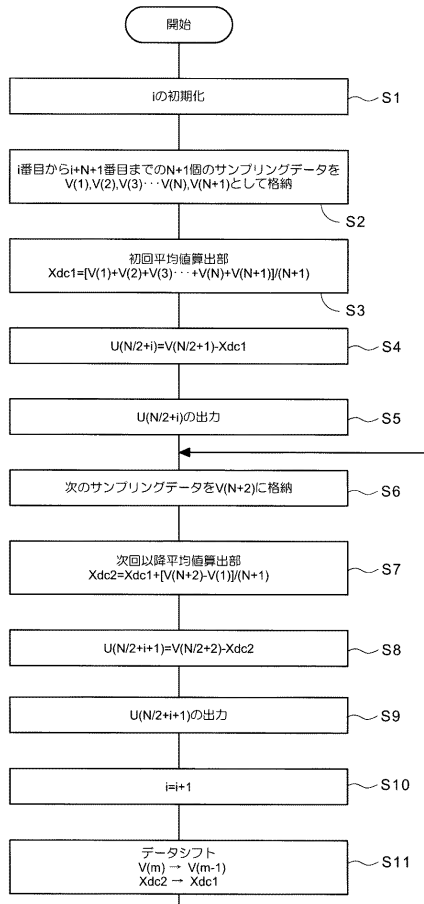 開始
iの初期化
S1
i番目からi+N+1番目までのN+1個のサンプリングデータを
V(1),V(2),V(3)･･･V(N),V(N+1)として格納
S2
初回平均値算出部
Xdc1=[V(1)+V(2)+V(3)･･･+V(N)+V(N+1)]/(N+1)
S3
U(N/2+i)=V(N/2+1)-Xdc1
S4
U(N/2+i)の出力
S5
次のサンプリングデータをV(N+2)に格納
S6
次回以降平均値算出部
Xdc2=Xdc1+[V(N+2)-V(1)]/(N+1)
S7
U(N/2+i+1)=V(N/2+2)-Xdc2
S8
U(N/2+i+1)の出力
S9
i=i+1
S10
データシフト
V(m) → V(m-1)
Xdc2 → Xdc1
S11